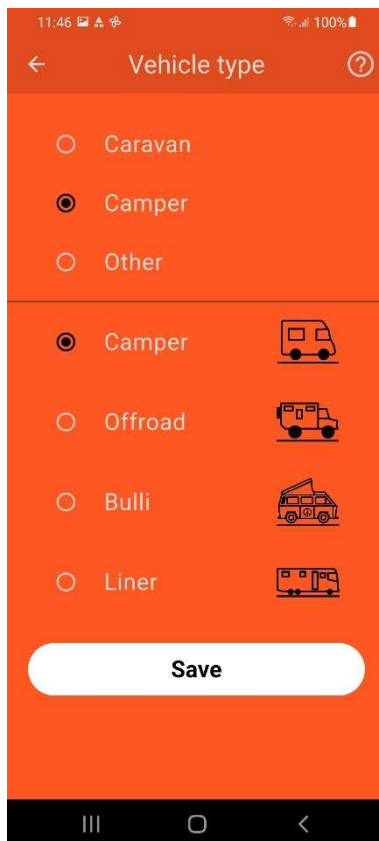 11:46 100%
Vehicle type ?
Caravan
Camper
Other
Camper
Offroad
Bulli
Liner
Save